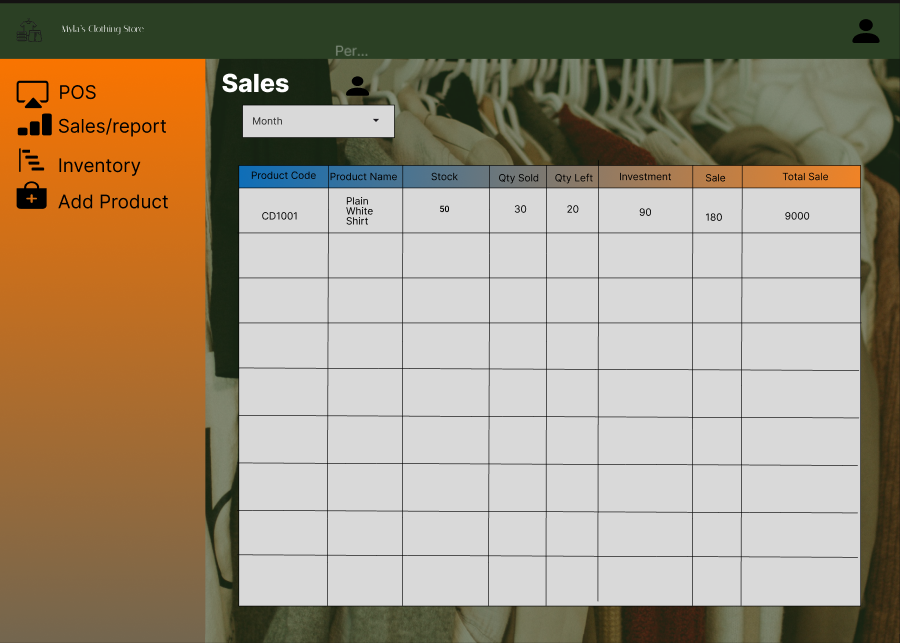 Myla's Clothing Store
Per...
POS
Sales/report
Inventory
Add Product
Sales
Month
Product Code Product Name Stock Qty Sold Qty Left Investment Sale Total Sale
CD1001 Plain White Shirt 50 30 20 90 180 9000